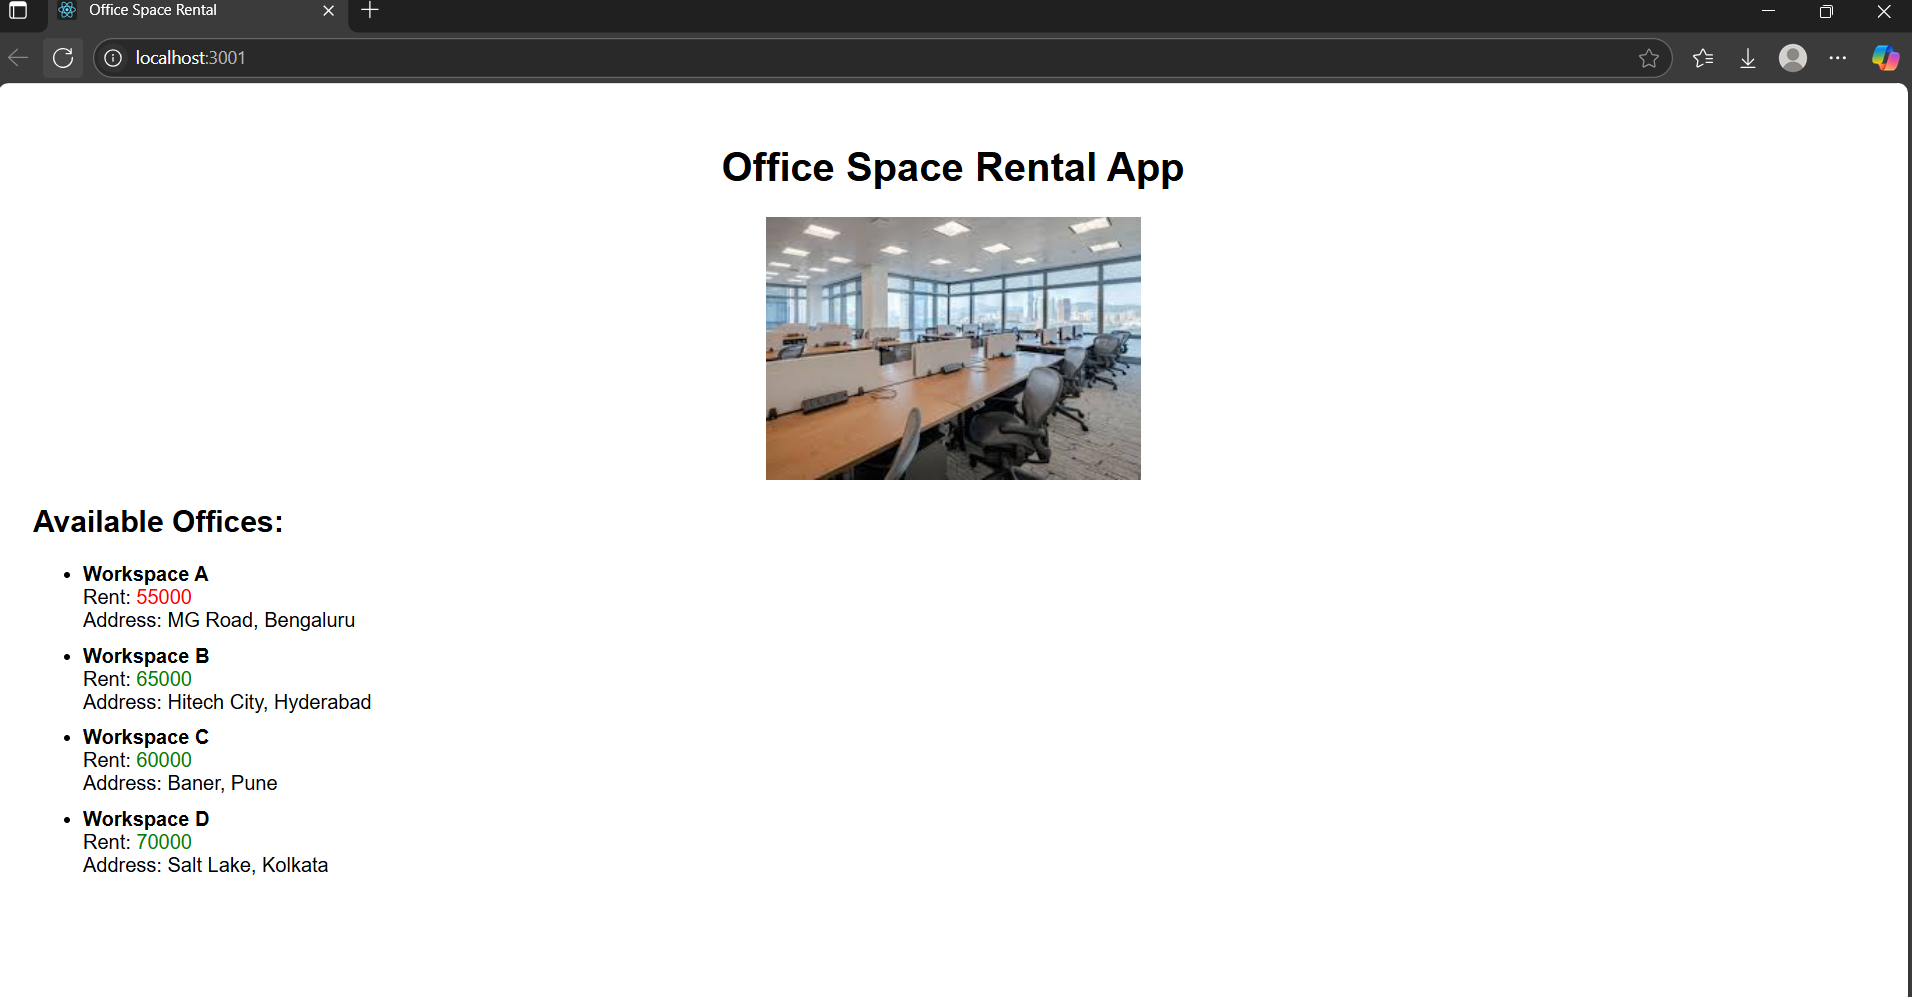 Office Space Rental
localhost:3001
Office Space Rental App
Available Offices:
Workspace A
Rent: 55000
Address: MG Road, Bengaluru
Workspace B
Rent: 65000
Address: Hitech City, Hyderabad
Workspace C
Rent: 60000
Address: Baner, Pune
Workspace D
Rent: 70000
Address: Salt Lake, Kolkata